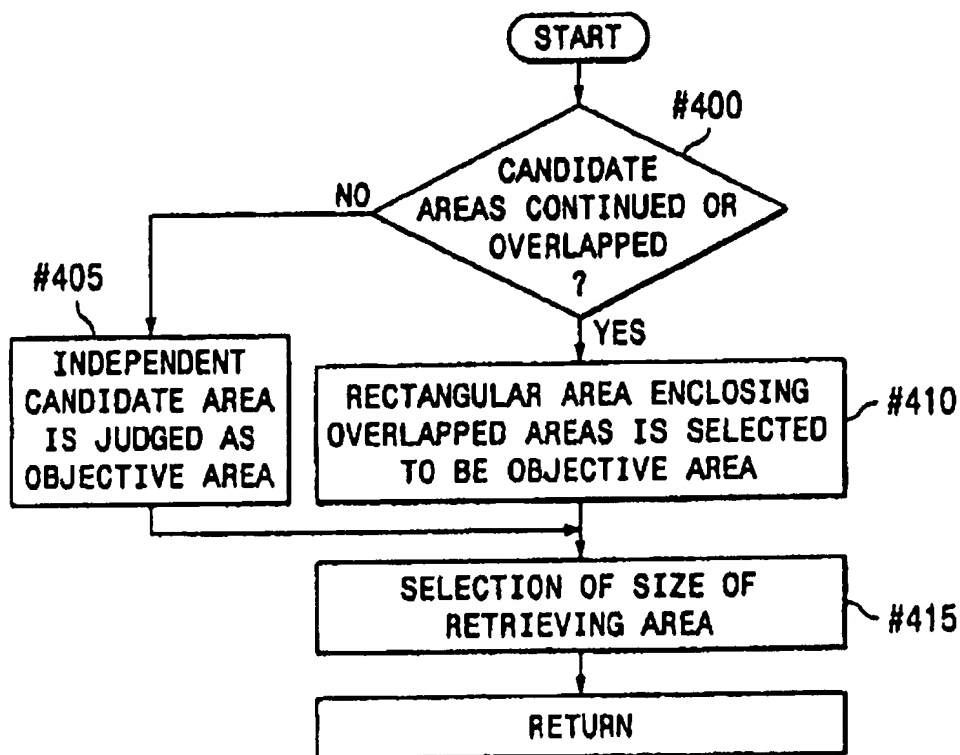 START
#400
CANDIDATE
AREAS CONTINUED OR
OVERLAPPED
?
NO
YES
#405
INDEPENDENT
CANDIDATE AREA
IS JUDGED AS
OBJECTIVE AREA
RECTANGULAR AREA ENCLOSING
OVERLAPPED AREAS IS SELECTED
TO BE OBJECTIVE AREA
#410
SELECTION OF SIZE OF
RETRIEVING AREA
#415
RETURN